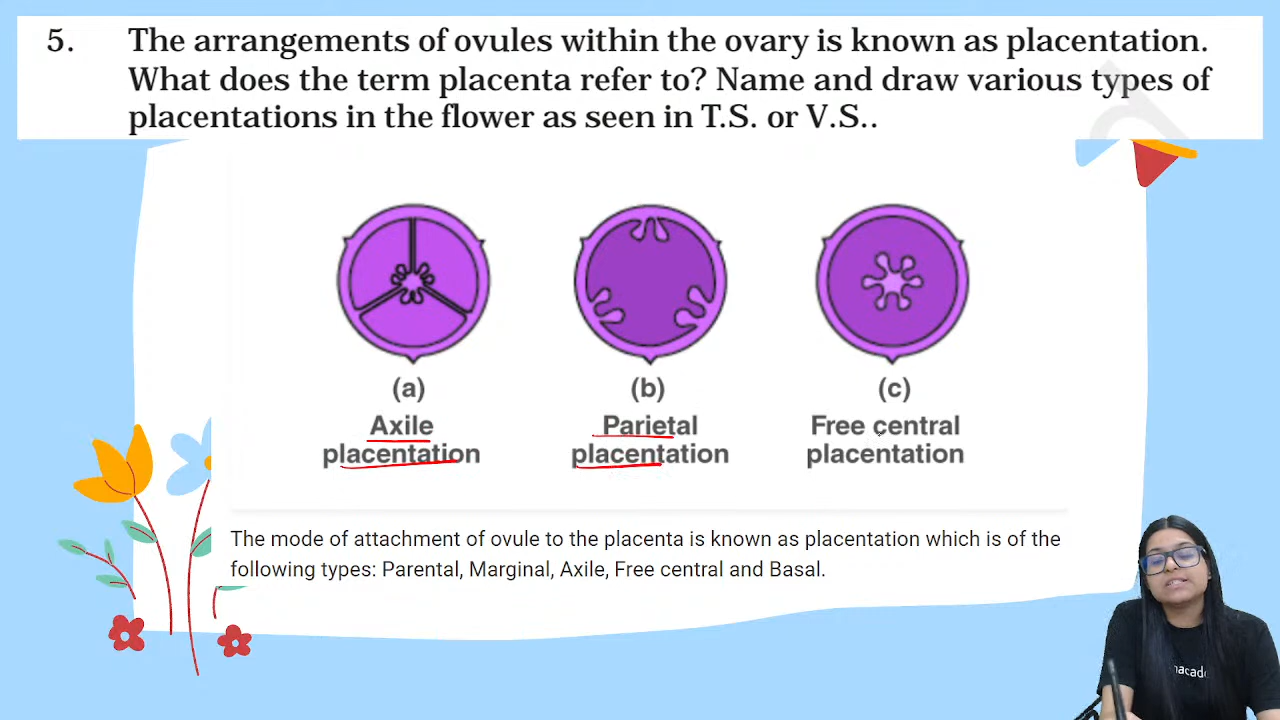 5. The arrangements of ovules within the ovary is known as placentation.
What does the term placenta refer to? Name and draw various types of
placentations in the flower as seen in T.S. or V.S..
(a) (b) (c)
Axile Parietal Free central
placentation placentation placentation
The mode of attachment of ovule to the placenta is known as placentation which is of the
following types: Parental, Marginal, Axile, Free central and Basal.